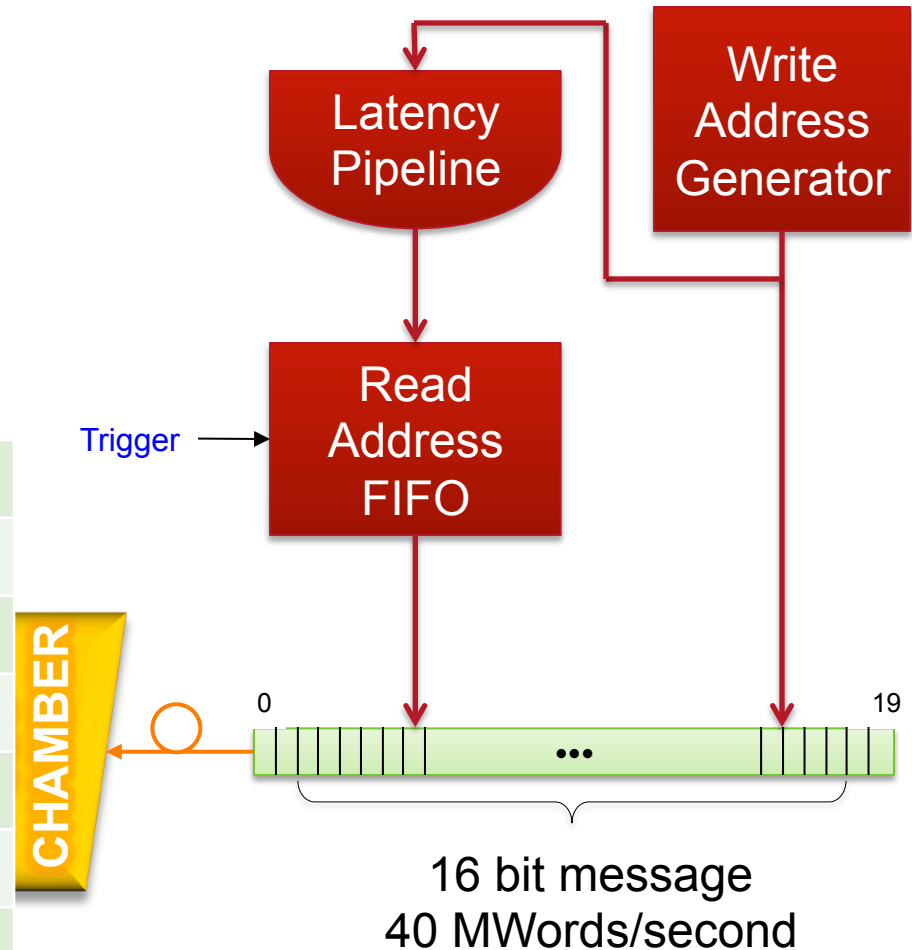 Write
Address
Generator
Latency
Pipeline
Read
Address
FIFO
Trigger
CHAMBER
0
19
•••
16 bit message
40 MWords/second